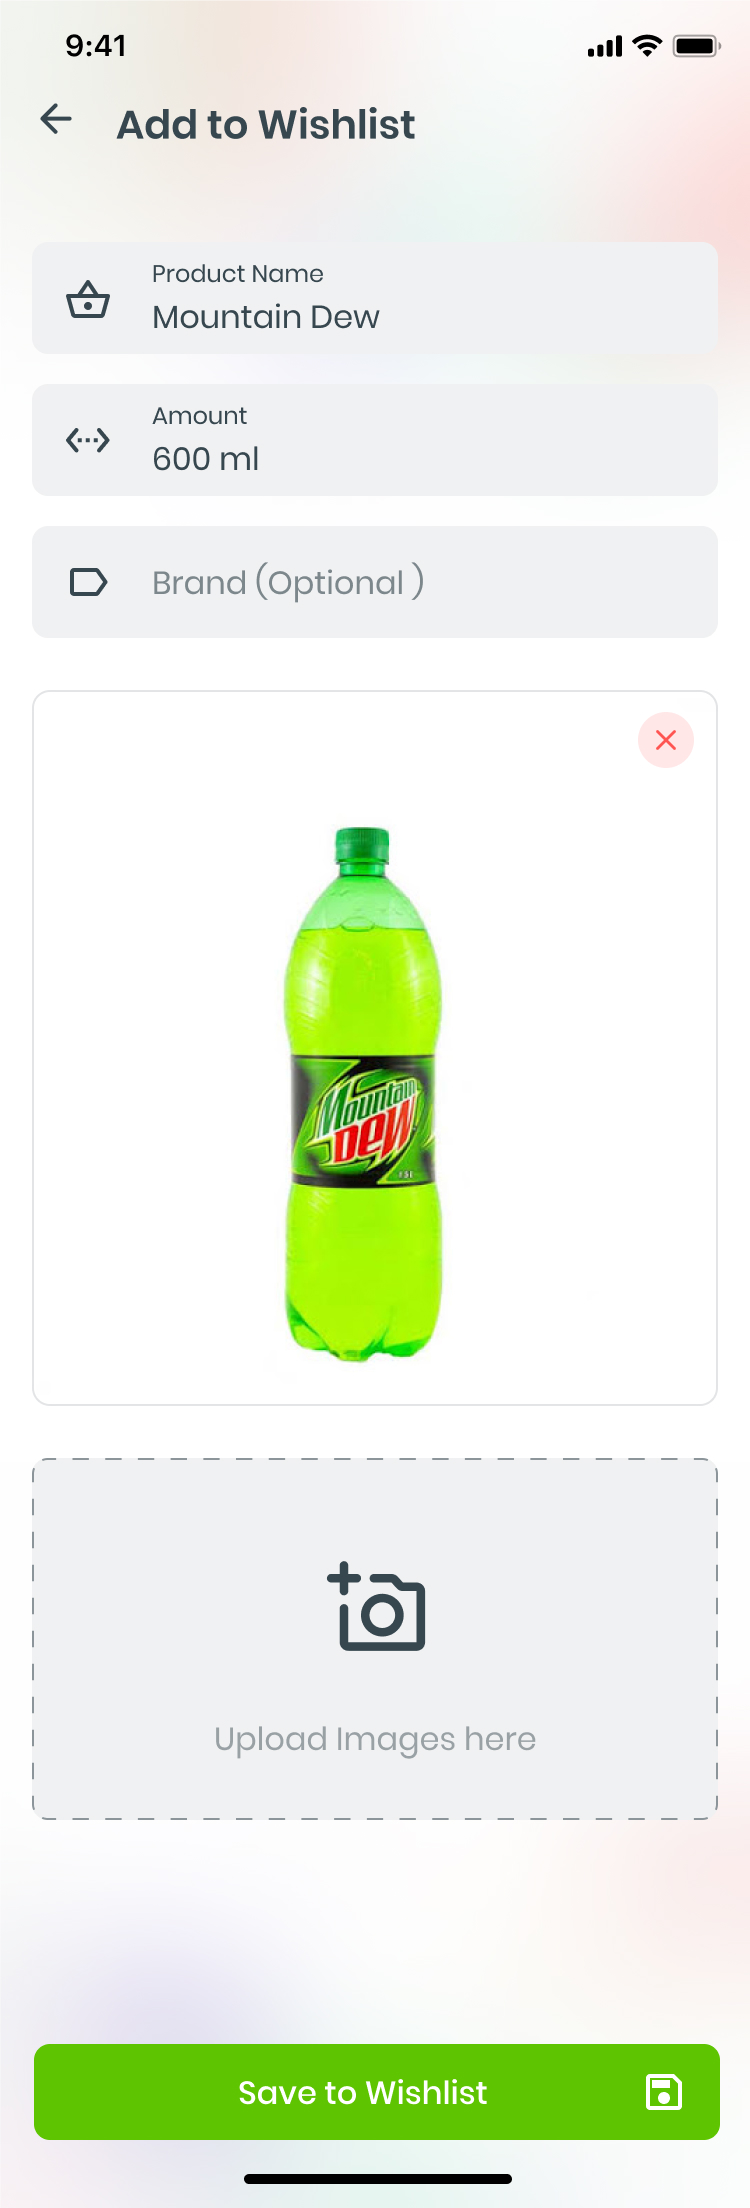 9:41
Add to Wishlist
Product Name
Mountain Dew
Amount
600 ml
Brand (Optional )
Mountain
Dew
Upload Images here
Save to Wishlist